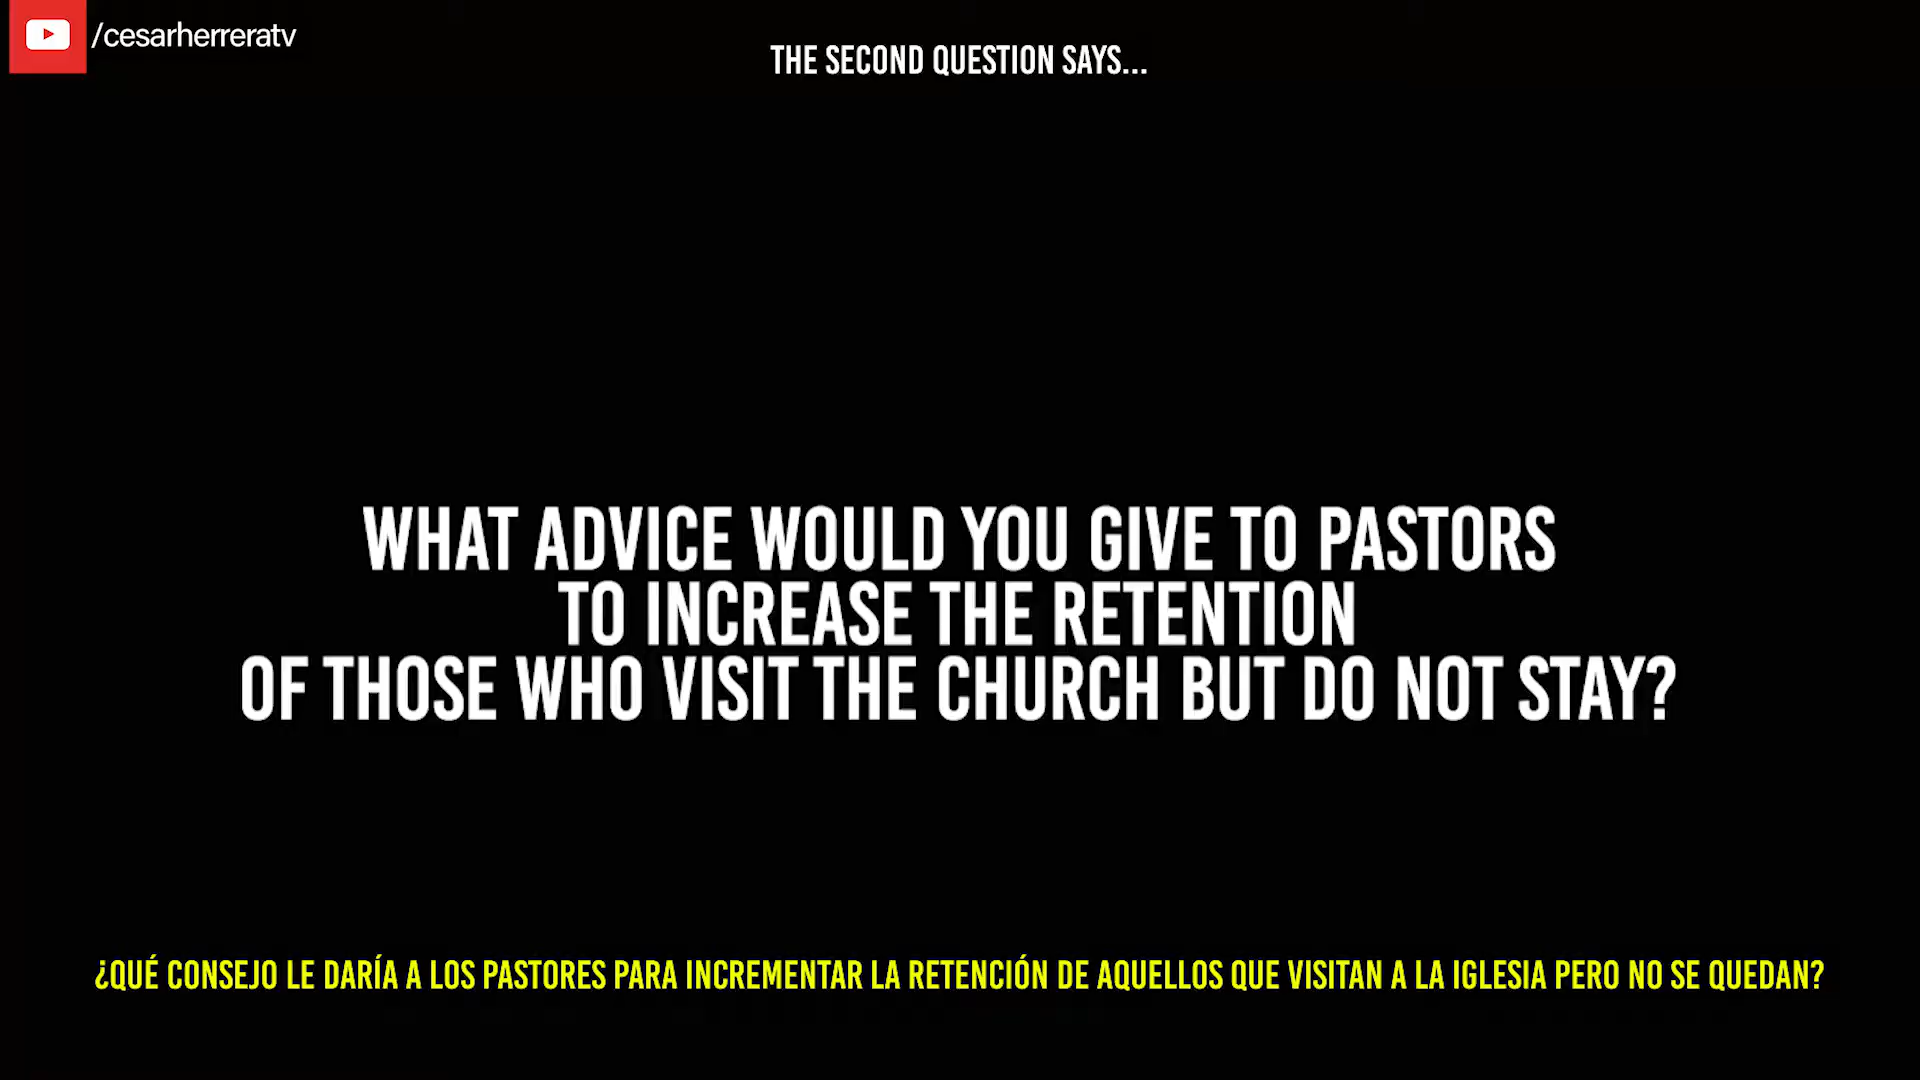 /cesarherreratv
THE SECOND QUESTION SAYS...
WHAT ADVICE WOULD YOU GIVE TO PASTORS
TO INCREASE THE RETENTION
OF THOSE WHO VISIT THE CHURCH BUT DO NOT STAY?
¿QUÉ CONSEJO LE DARÍA A LOS PASTORES PARA INCREMENTAR LA RETENCIÓN DE AQUELLOS QUE VISITAN A LA IGLESIA PERO NO SE QUEDAN?